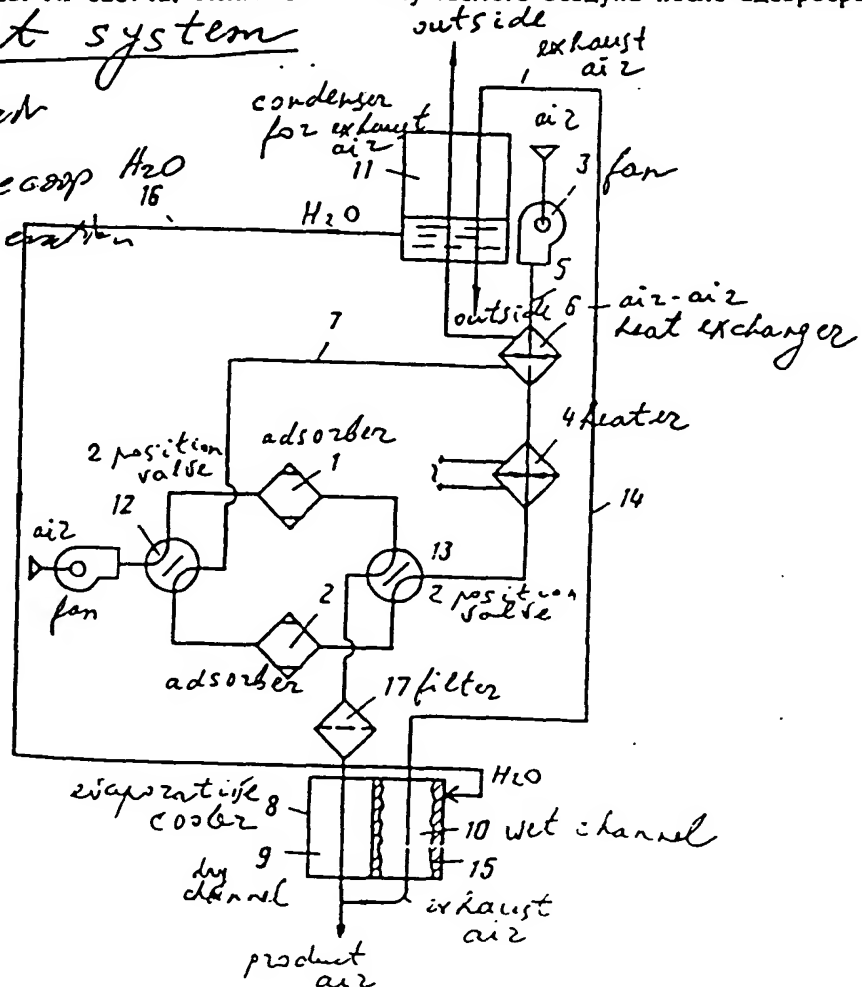 t system
outside
exhaust
air
condenser
for exhaust
air
11
air
3 fan
H2O
16
H2O
5
outside
6
air-air
heat exchanger
7
4 heater
adsorber
1
2 position
valve
12
14
air
fan
13
2 position
valve
2
adsorber
17 filter
H2O
evaporative
cooler
8
10 wet channel
9
15
dry
channel
exhaust
air
product
air